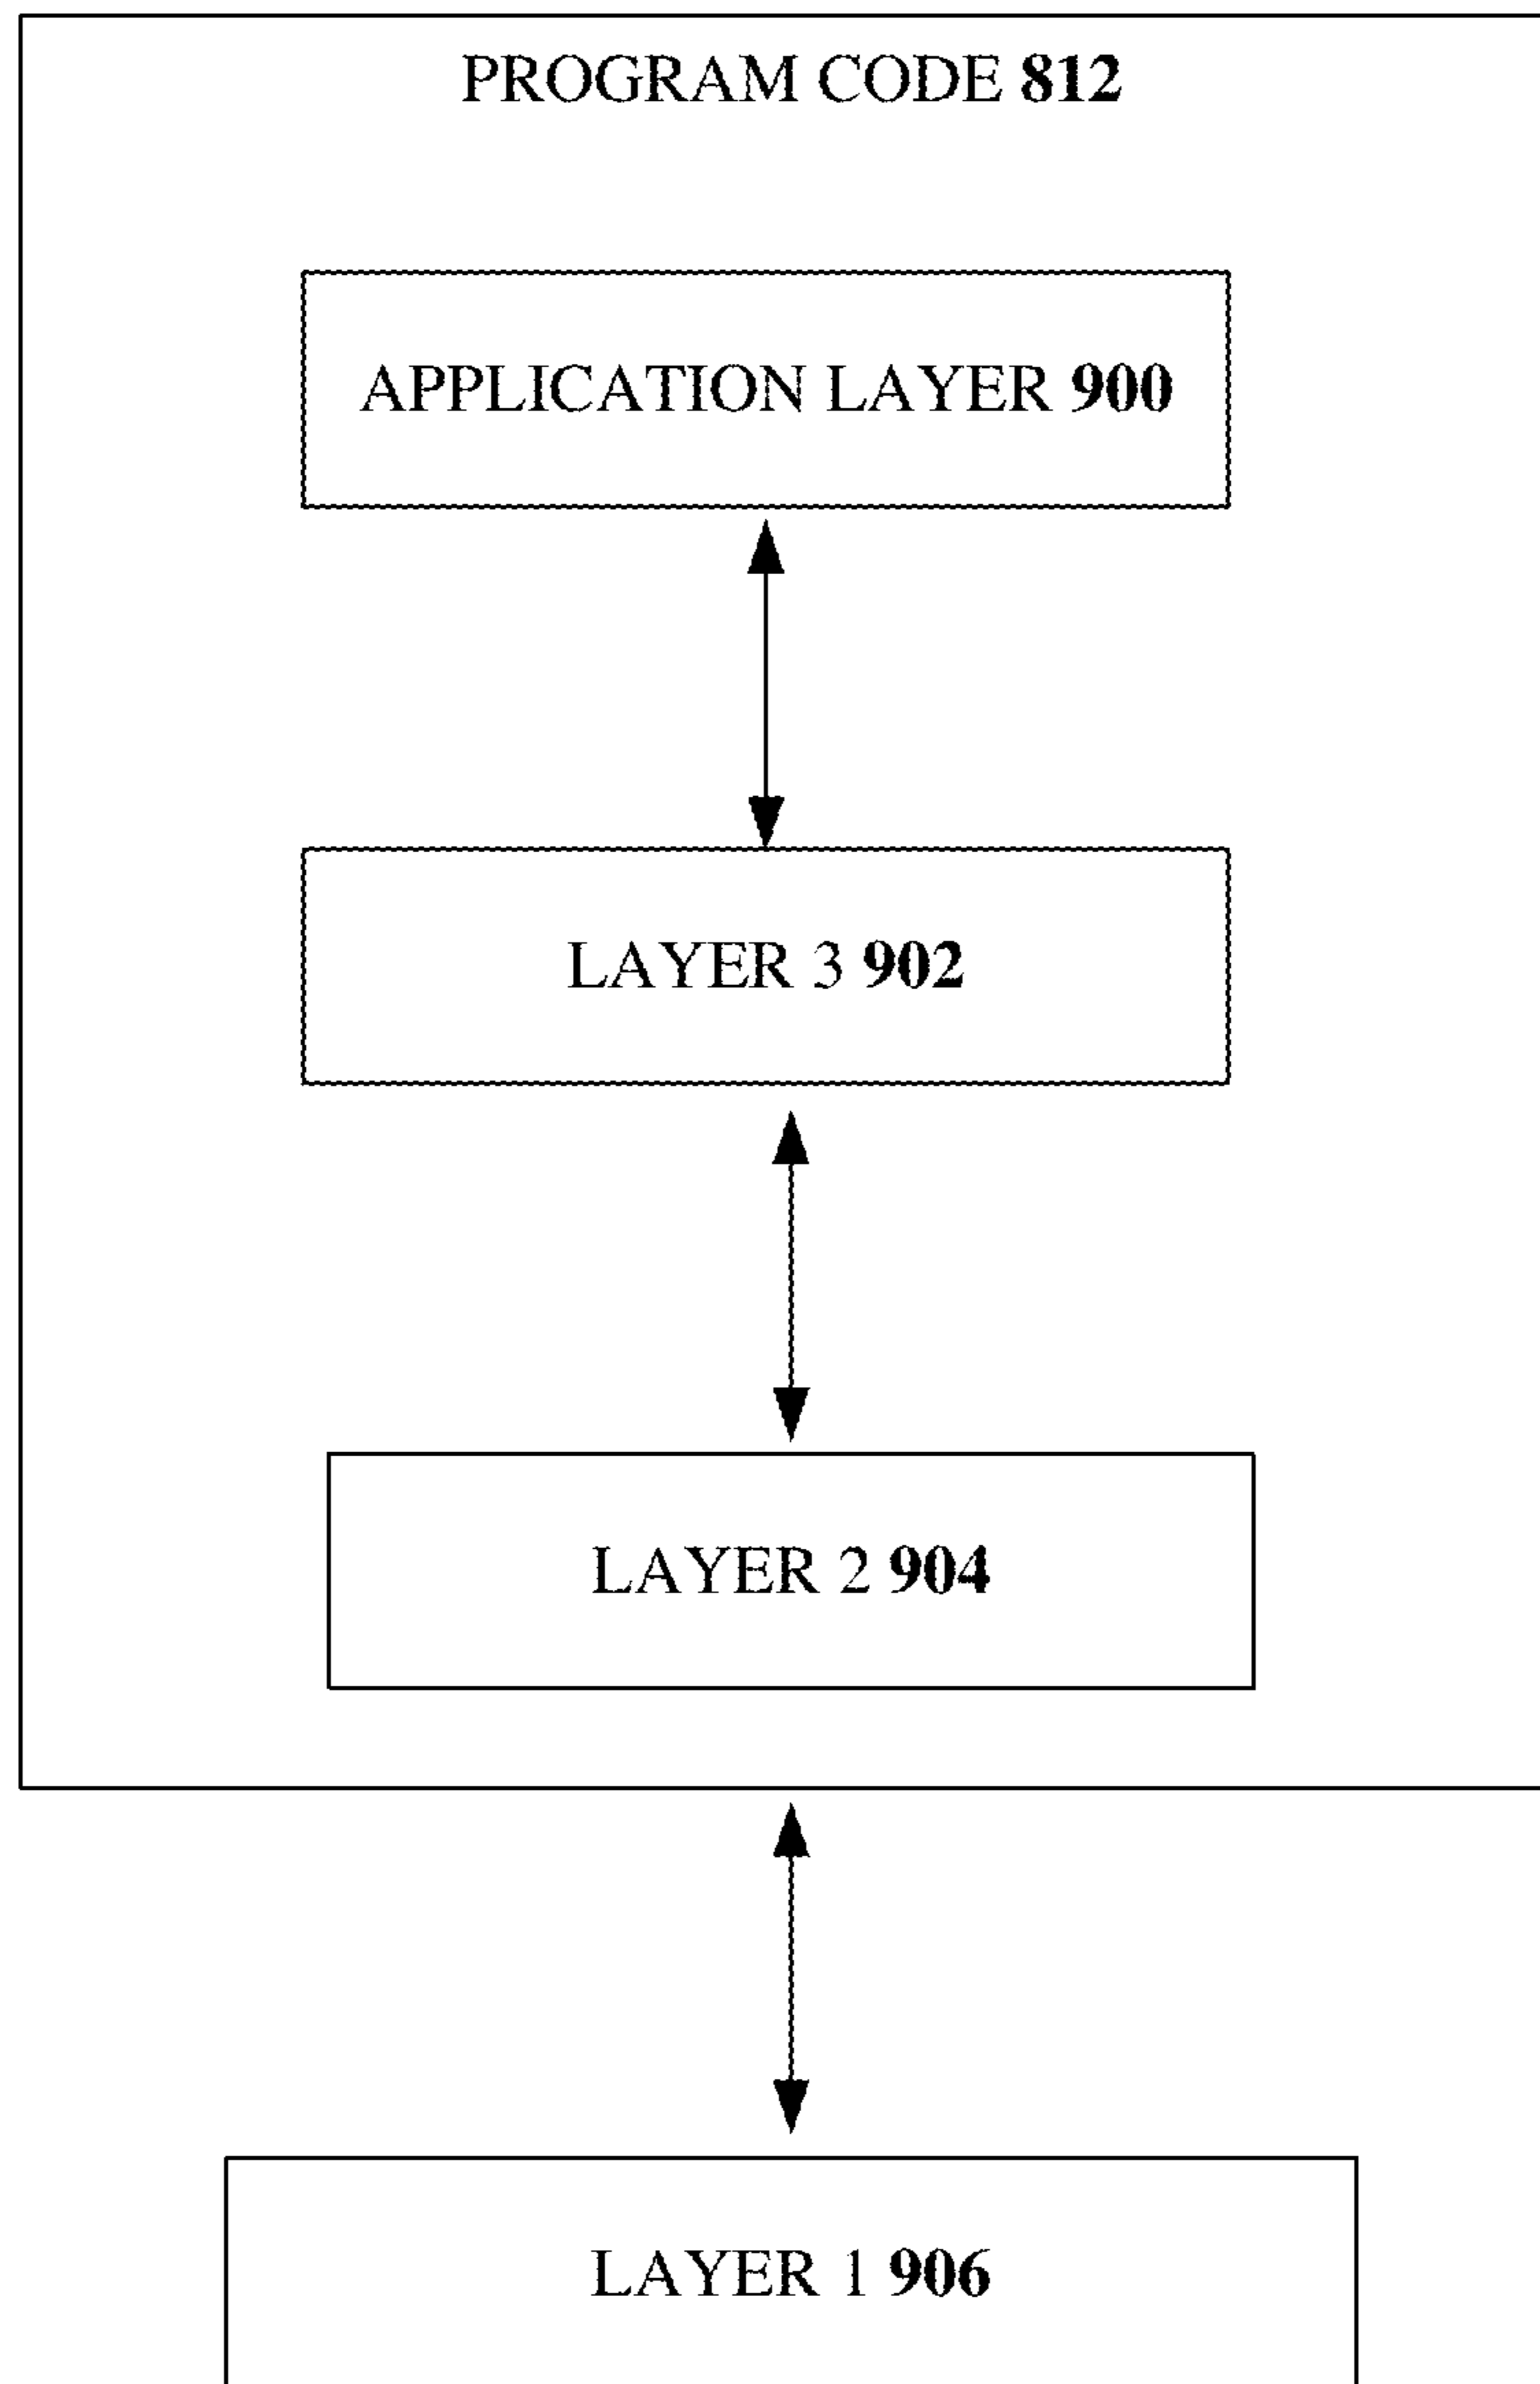 PROGRAM CODE 812
APPLICATION LAYER 900
LAYER 3 902
LAYER 2 904
LAYER 1 906